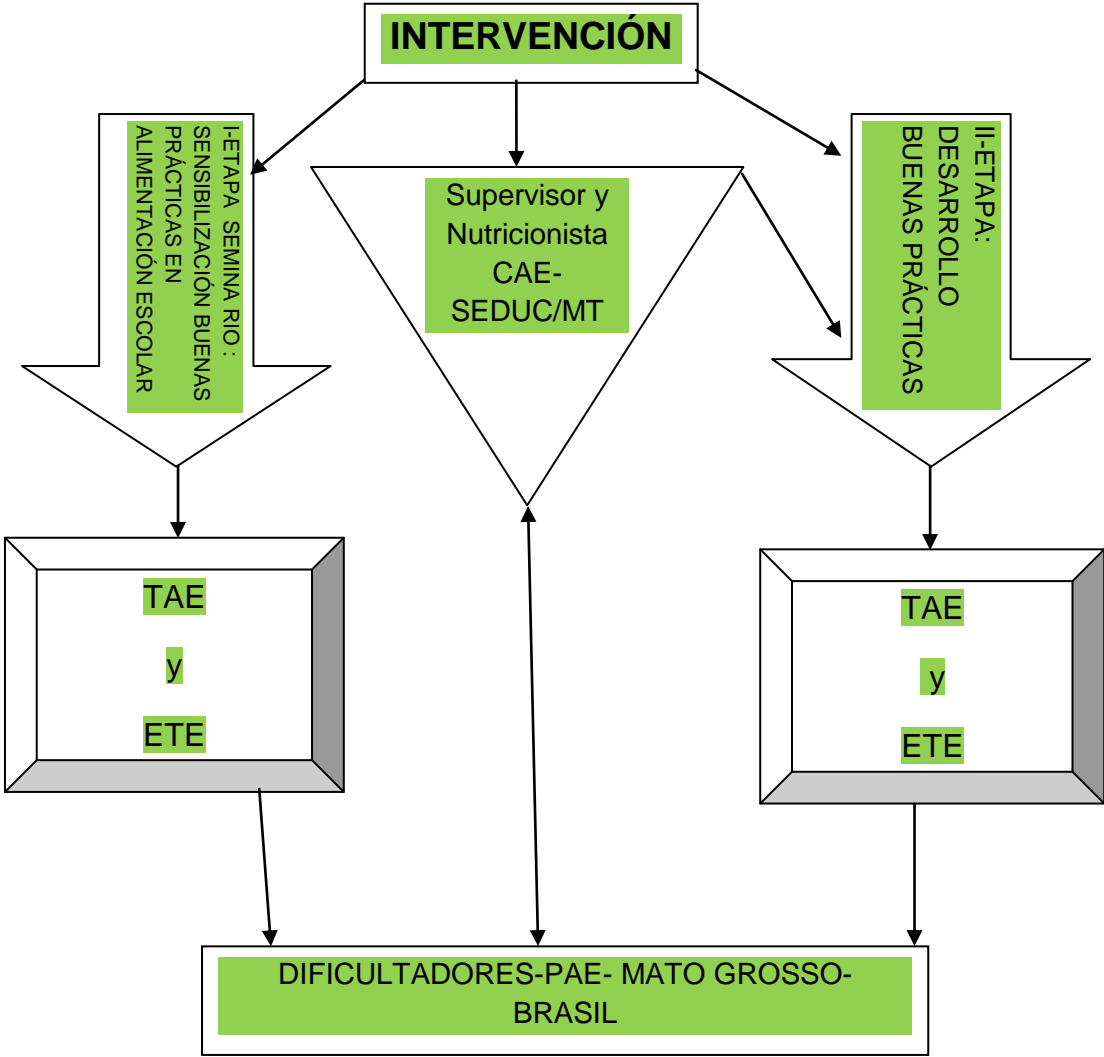 INTERVENCIÓN
I-ETAPA SEMINA RIO :
SENSIBILIZACIÓN BUENAS
PRÁCTICAS EN
ALIMENTACIÓN ESCOLAR
Supervisor y
Nutricionista
CAE-
SEDUC/MT
II-ETAPA:
DESARROLLO
BUENAS PRÁCTICAS
TAE
y
ETE
TAE
y
ETE
DIFICULTADORES-PAE- MATO GROSSO-
BRASIL